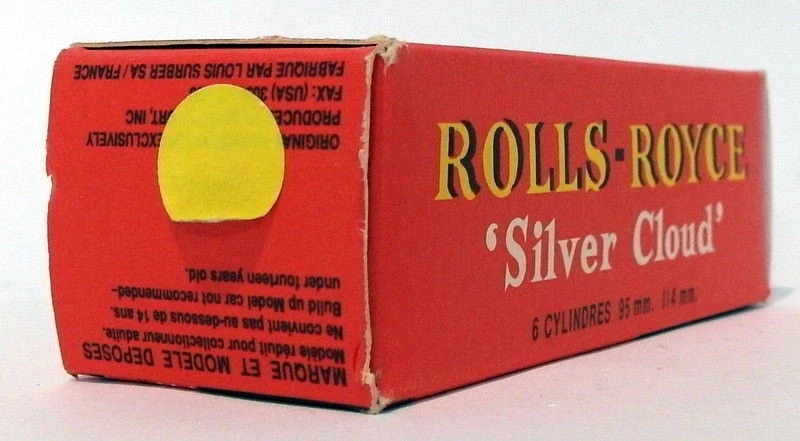 ROLLS-ROYCE
'Silver Cloud'
6 CYLINDRES 95 mm. 114 mm.
MARQUE ET MODELE DEPOSES
Modèle réduit pour collectionneur adulte.
Ne convient pas au-dessous de 14 ans.
Build up Model car not recommended-
under fourteen years old.
EXCLUSIVELY
INC
FAX: (USA)
FABRIQUE PAR LOUIS SURBER SA / FRANCE